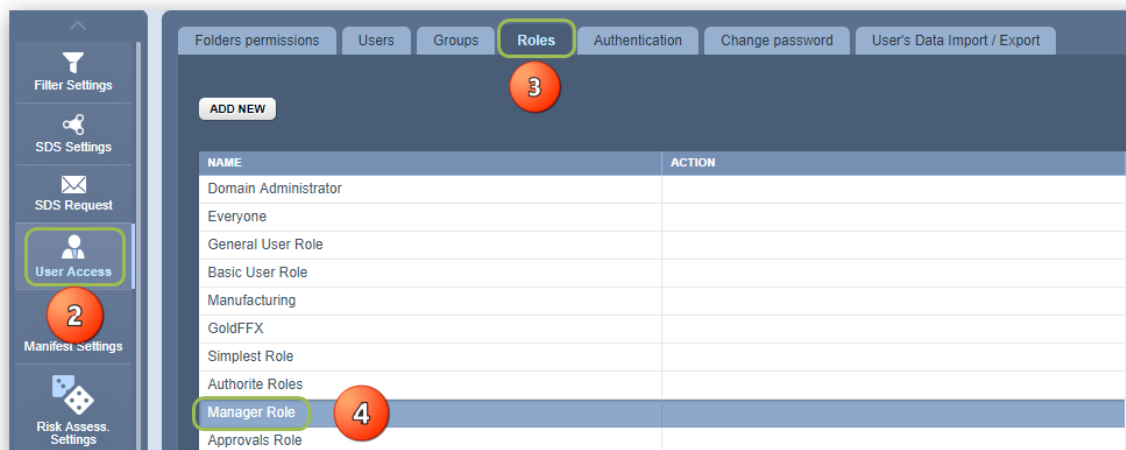 Filter Settings
SDS Settings
SDS Request
User Access
2
Manifest Settings
Risk Assess.
Settings
Folders permissions Users Groups Roles Authentication Change password User's Data Import / Export
3
ADD NEW
NAME ACTION
Domain Administrator
Everyone
General User Role
Basic User Role
Manufacturing
GoldFFX
Simplest Role
Authorite Roles
Manager Role 4
Approvals Role